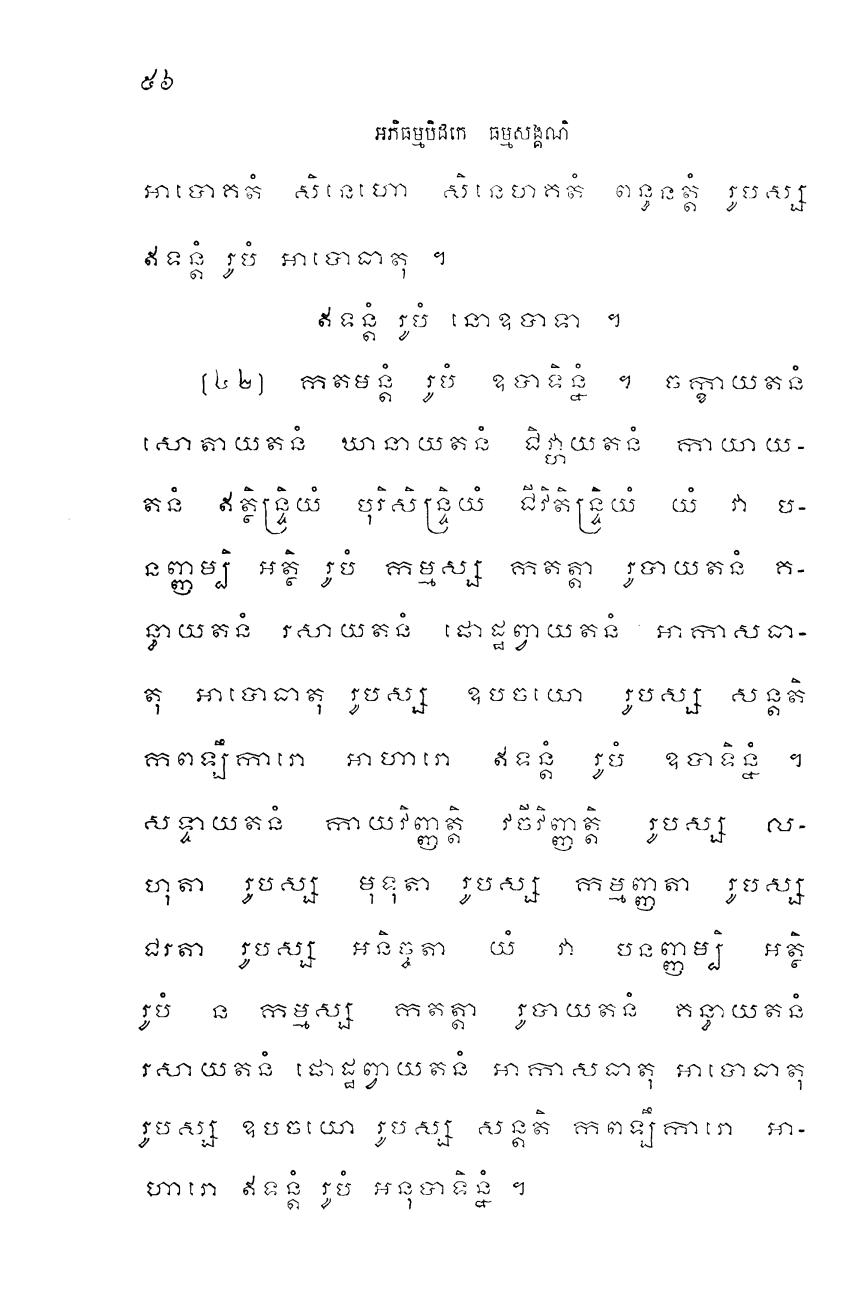 ៥៦
អភិធម្មបិដកេ ធម្មសង្គណិ
អាបោគតំ សិនេហោ សិនេហគតំ ពន្ធនត្តំ រូបស្ស
ឥទន្តំ រូបំ អាបោធាតុ ។
ឥទន្តំ រូបំ នោឧបាទា ។
(៤២) កតមន្តំ រូបំ ឧបាទិន្នំ ។ ចក្ខាយតនំ
សោតាយតនំ ឃានាយតនំ ជិវ្ហាយតនំ កាយាយ-
តនំ ឥត្ថិន្ទ្រិយំ បុរិសិន្ទ្រិយំ ជីវិតិន្ទ្រិយំ យំ វា ប-
នញ្ញម្បិ អត្ថិ រូបំ កម្មស្ស កតត្តា រូបាយតនំ គ-
ន្ធាយតនំ រសាយតនំ ផោដ្ឋព្វាយតនំ អាកាសធា-
តុ អាបោធាតុ រូបស្ស ឧបចយោ រូបស្ស សន្តតិ
កពឡឹការោ អាហារោ ឥទន្តំ រូបំ ឧបាទិន្នំ ។
សទ្ទាយតនំ កាយវិញ្ញត្តិ វចីវិញ្ញត្តិ រូបស្ស ល-
ហុតា រូបស្ស មុទុតា រូបស្ស កម្មញ្ញតា រូបស្ស
ជរតា រូបស្ស អនិច្ចតា យំ វា បនញ្ញម្បិ អត្ថិ
រូបំ ន កម្មស្ស កតត្តា រូបាយតនំ គន្ធាយតនំ
រសាយតនំ ផោដ្ឋព្វាយតនំ អាកាសធាតុ អាបោធាតុ
រូបស្ស ឧបចយោ រូបស្ស សន្តតិ កពឡឹការោ អា-
ហារោ ឥទន្តំ រូបំ អនុបាទិន្នំ ។